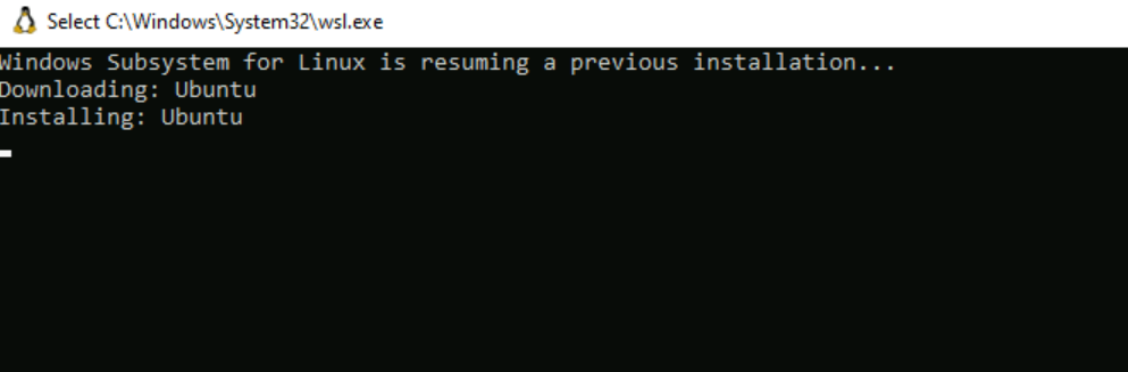 Select C:\Windows\System32\wsl.exe
Windows Subsystem for Linux is resuming a previous installation...
Downloading: Ubuntu
Installing: Ubuntu